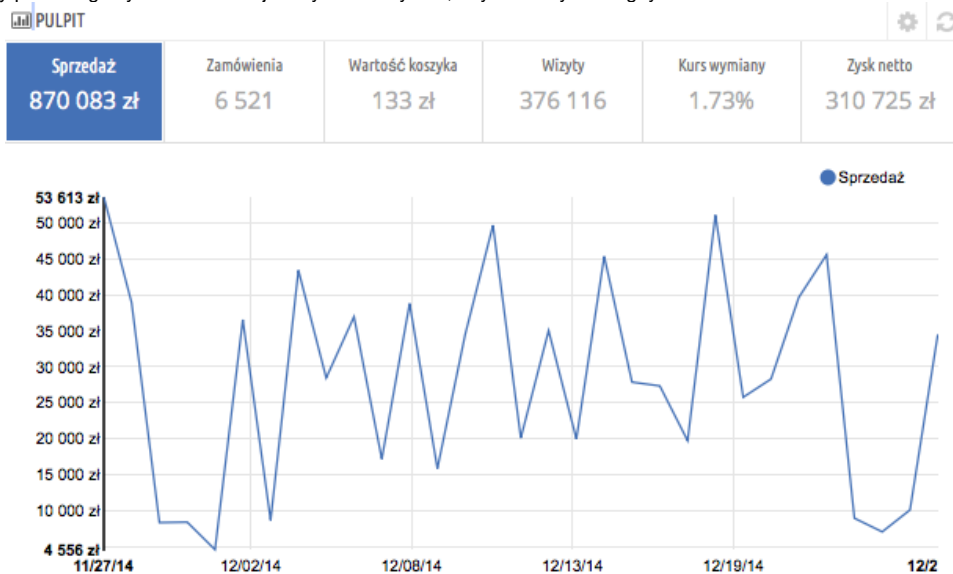 PULPIT
Sprzedaż
870 083 zł
Zamówienia
6 521
Wartość koszyka
133 zł
Wizyty
376 116
Kurs wymiany
1.73%
Zysk netto
310 725 zł
Sprzedaż
53 613 zł
50 000 zł
45 000 zł
40 000 zł
35 000 zł
30 000 zł
25 000 zł
20 000 zł
15 000 zł
10 000 zł
4 556 zł
11/27/14
12/02/14
12/08/14
12/13/14
12/19/14
12/2